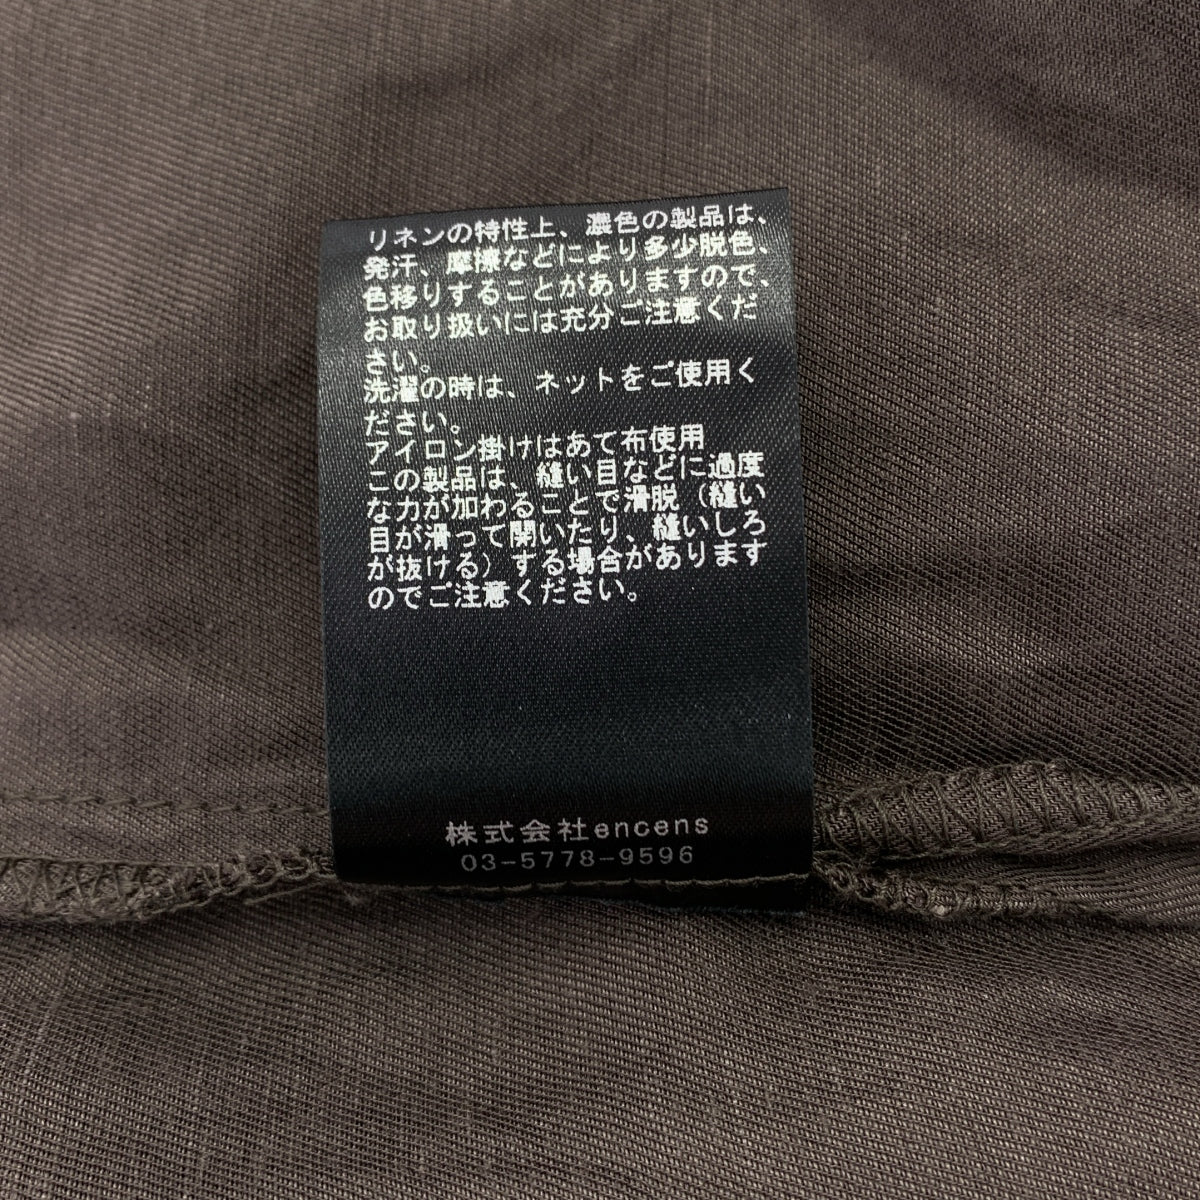 リネンの特性上、濃色の製品は、
発汗、摩擦などにより多少脱色、
色移りすることがありますので、
お取り扱いには充分ご注意くだ
さい。
洗濯の時は、ネットをご使用く
ださい。
アイロン掛けはあて布使用
この製品は、縫い目などに過度
な力が加わることで滑脱（縫い
目が滑って開いたり、縫いしろ
が抜ける）する場合があります
のでご注意ください。
株式会社encens
03-5778-9596